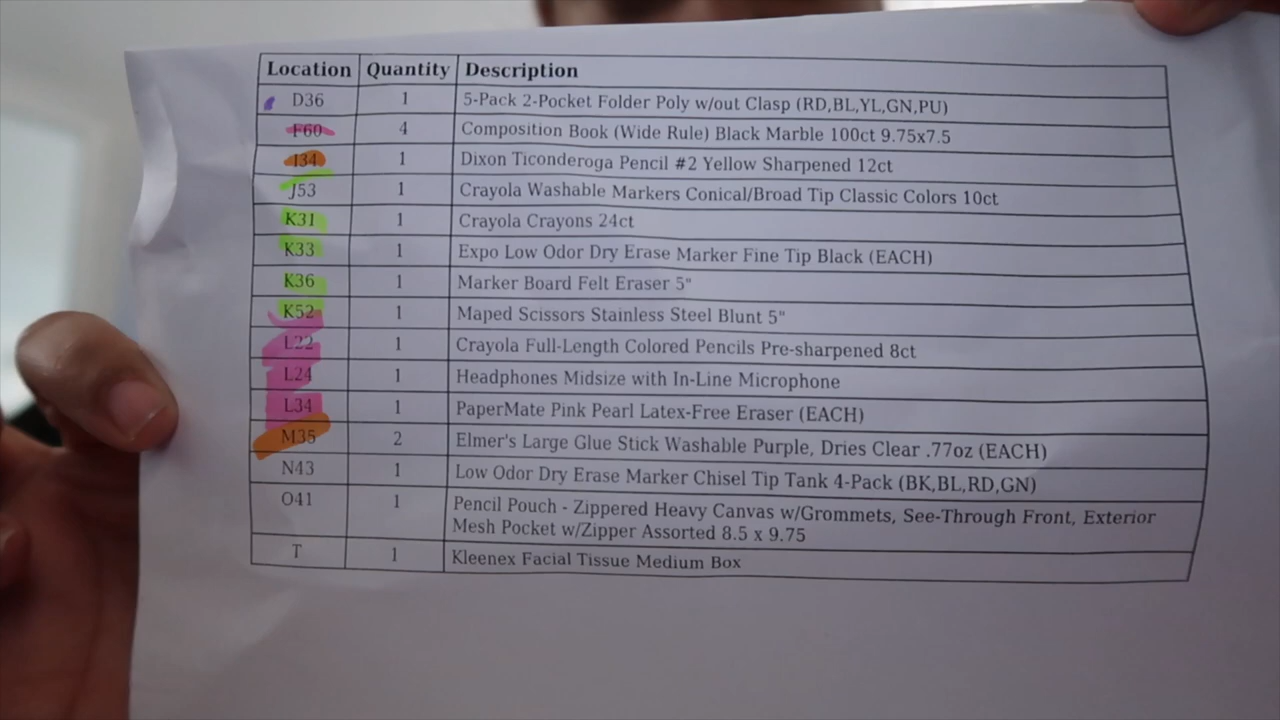 Location Quantity Description
D36 1 5-Pack 2-Pocket Folder Poly w/out Clasp (RD,BL,YL,GN,PU)
F60 4 Composition Book (Wide Rule) Black Marble 100ct 9.75x7.5
I34 1 Dixon Ticonderoga Pencil #2 Yellow Sharpened 12ct
J53 1 Crayola Washable Markers Conical/Broad Tip Classic Colors 10ct
K31 1 Crayola Crayons 24ct
K33 1 Expo Low Odor Dry Erase Marker Fine Tip Black (EACH)
K36 1 Marker Board Felt Eraser 5"
K52 1 Maped Scissors Stainless Steel Blunt 5"
L22 1 Crayola Full-Length Colored Pencils Pre-sharpened 8ct
L24 1 Headphones Midsize with In-Line Microphone
L34 1 PaperMate Pink Pearl Latex-Free Eraser (EACH)
M35 2 Elmer's Large Glue Stick Washable Purple, Dries Clear .77oz (EACH)
N43 1 Low Odor Dry Erase Marker Chisel Tip Tank 4-Pack (BK,BL,RD,GN)
O41 1 Pencil Pouch - Zippered Heavy Canvas w/Grommets, See-Through Front, Exterior
Mesh Pocket w/Zipper Assorted 8.5 x 9.75
T 1 Kleenex Facial Tissue Medium Box